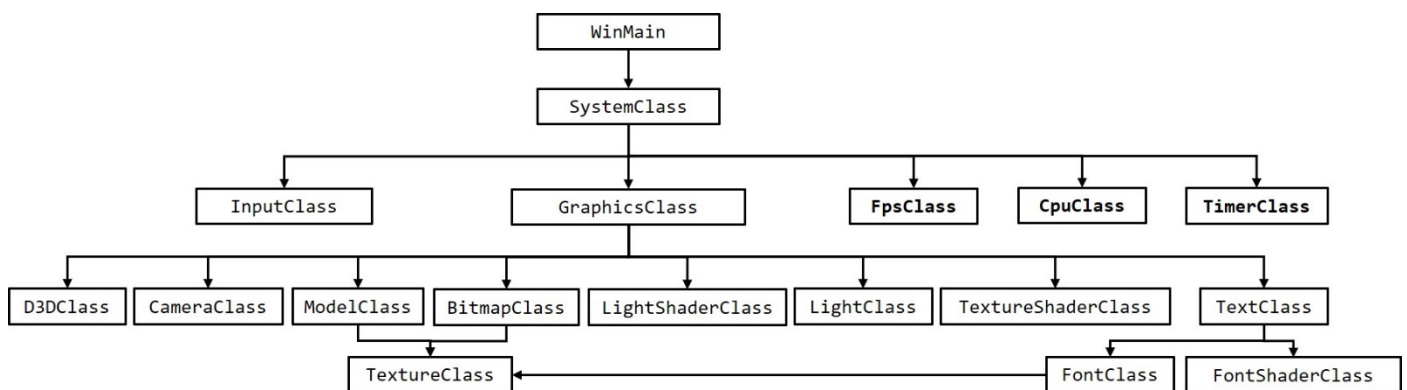 WinMain
SystemClass
InputClass
GraphicsClass
FpsClass
CpuClass
TimerClass
D3DClass
CameraClass
ModelClass
BitmapClass
LightShaderClass
LightClass
TextureShaderClass
TextClass
TextureClass
FontClass
FontShaderClass